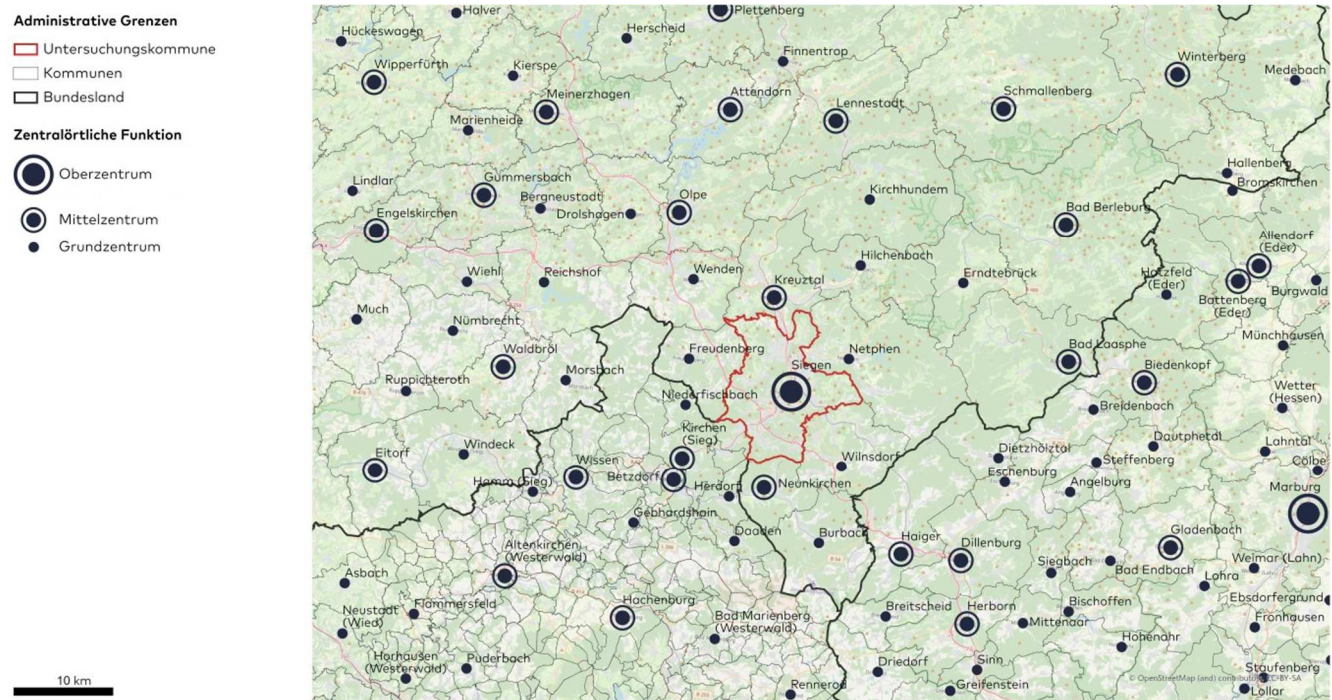 Administrative Grenzen
Untersuchungskommune
Kommunen
Bundesland
Zentralörtliche Funktion
Oberzentrum
Mittelzentrum
Grundzentrum
10 km
Halver
Plettenberg
Hückeswagen
Herscheid
Finnentrop
Winterberg
Wipperfürth
Kierspe
Medebach
Meinerzhagen
Attendorn
Lennestadt
Schmallenberg
Marienheide
Hallenberg
Lindlar
Gummersbach
Bromskirchen
Bergneustadt
Olpe
Kirchhundem
Engelskirchen
Drolshagen
Bad Berleburg
Allendorf
(Eder)
Hilchenbach
Wiehl
Reichshof
Wenden
Kreuztal
Erndtebrück
Hatzfeld
(Eder)
Battenberg
(Eder)
Burgwald
Much
Nümbrecht
Münchhausen
Waldbröl
Freudenberg
Netphen
Bad Laasphe
Siegen
Biedenkopf
Ruppichteroth
Morsbach
Wetter
(Hessen)
Niederfischbach
Breidenbach
Kirchen
(Sieg)
Dautphetal
Lahntal
Eitorf
Windeck
Wissen
Betzdorf
Wilnsdorf
Dietzhölztal
Steffenberg
Cölbe
Eschenburg
Hamm (Sieg)
Herdorf
Neunkirchen
Angelburg
Marburg
Gebhardshain
Daaden
Burbach
Haiger
Dillenburg
Gladenbach
Altenkirchen
(Westerwald)
Siegbach
Bad Endbach
Weimar (Lahn)
Asbach
Lohra
Hachenburg
Bad Marienberg
(Westerwald)
Breitscheid
Herborn
Bischoffen
Ebsdorfergrund
Neustadt
(Wied)
Flammersfeld
Mittenaar
Fronhausen
Hohenahr
Horhausen
(Westerwald)
Puderbach
Driedorf
Sinn
Staufenberg
Rennerod
Greifenstein
Lollar
© OpenStreetMap (and) contributors, CC-BY-SA